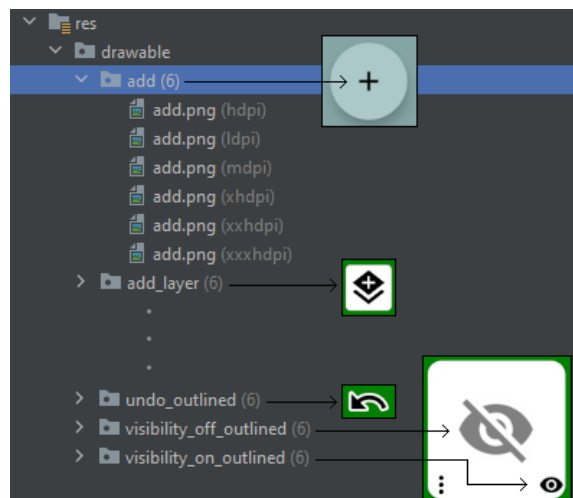 res
drawable
add (6)
add.png (hdpi)
add.png (ldpi)
add.png (mdpi)
add.png (xhdpi)
add.png (xxhdpi)
add.png (xxxhdpi)
add_layer (6)
undo_outlined (6)
visibility_off_outlined (6)
visibility_on_outlined (6)